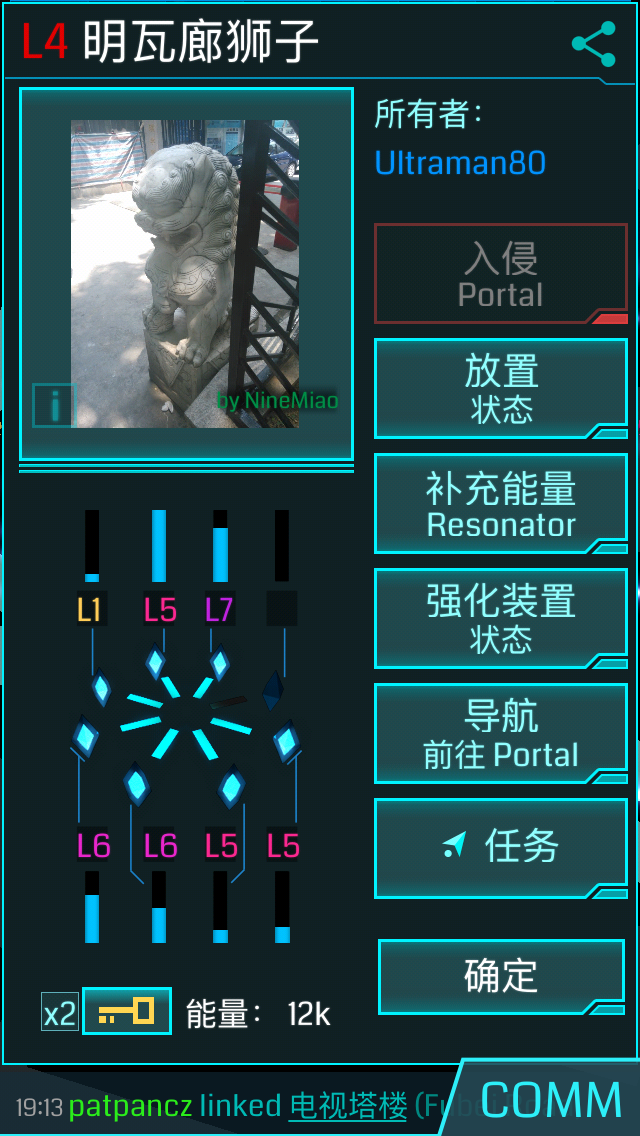 L4 明瓦廊狮子
所有者：
Ultraman80
入侵
Portal
放置
状态
补充能量
Resonator
强化装置
状态
导航
前往 Portal
任务
确定
i
by NineMiao
L1 L5 L7
L6 L6 L5 L5
x2 能量： 12k
19:13 patpancz linked 电视塔楼
COMM